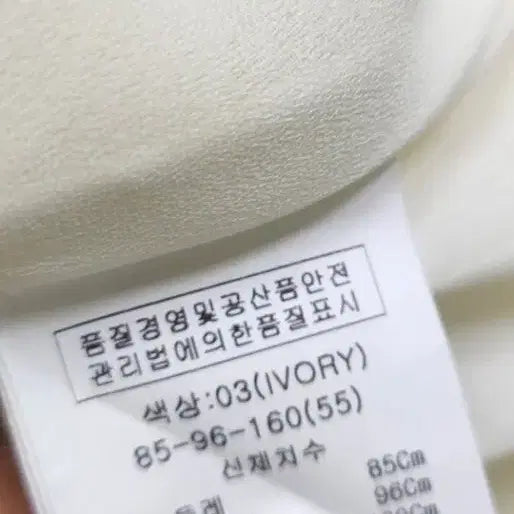 품질경영및공산품안전
관리법에의한품질표시
색상:03(IVORY)
85-96-160(55)
신체치수
85Cm
96Cm